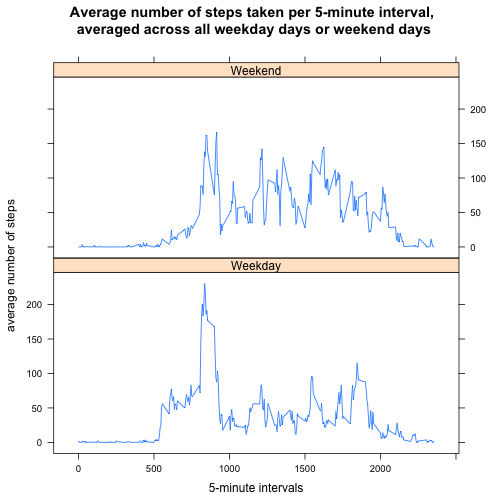 Average number of steps taken per 5-minute interval,
averaged across all weekday days or weekend days
Weekend
200
150
100
50
0
Weekday
200
150
100
50
0
average number of steps
0 500 1000 1500 2000
5-minute intervals